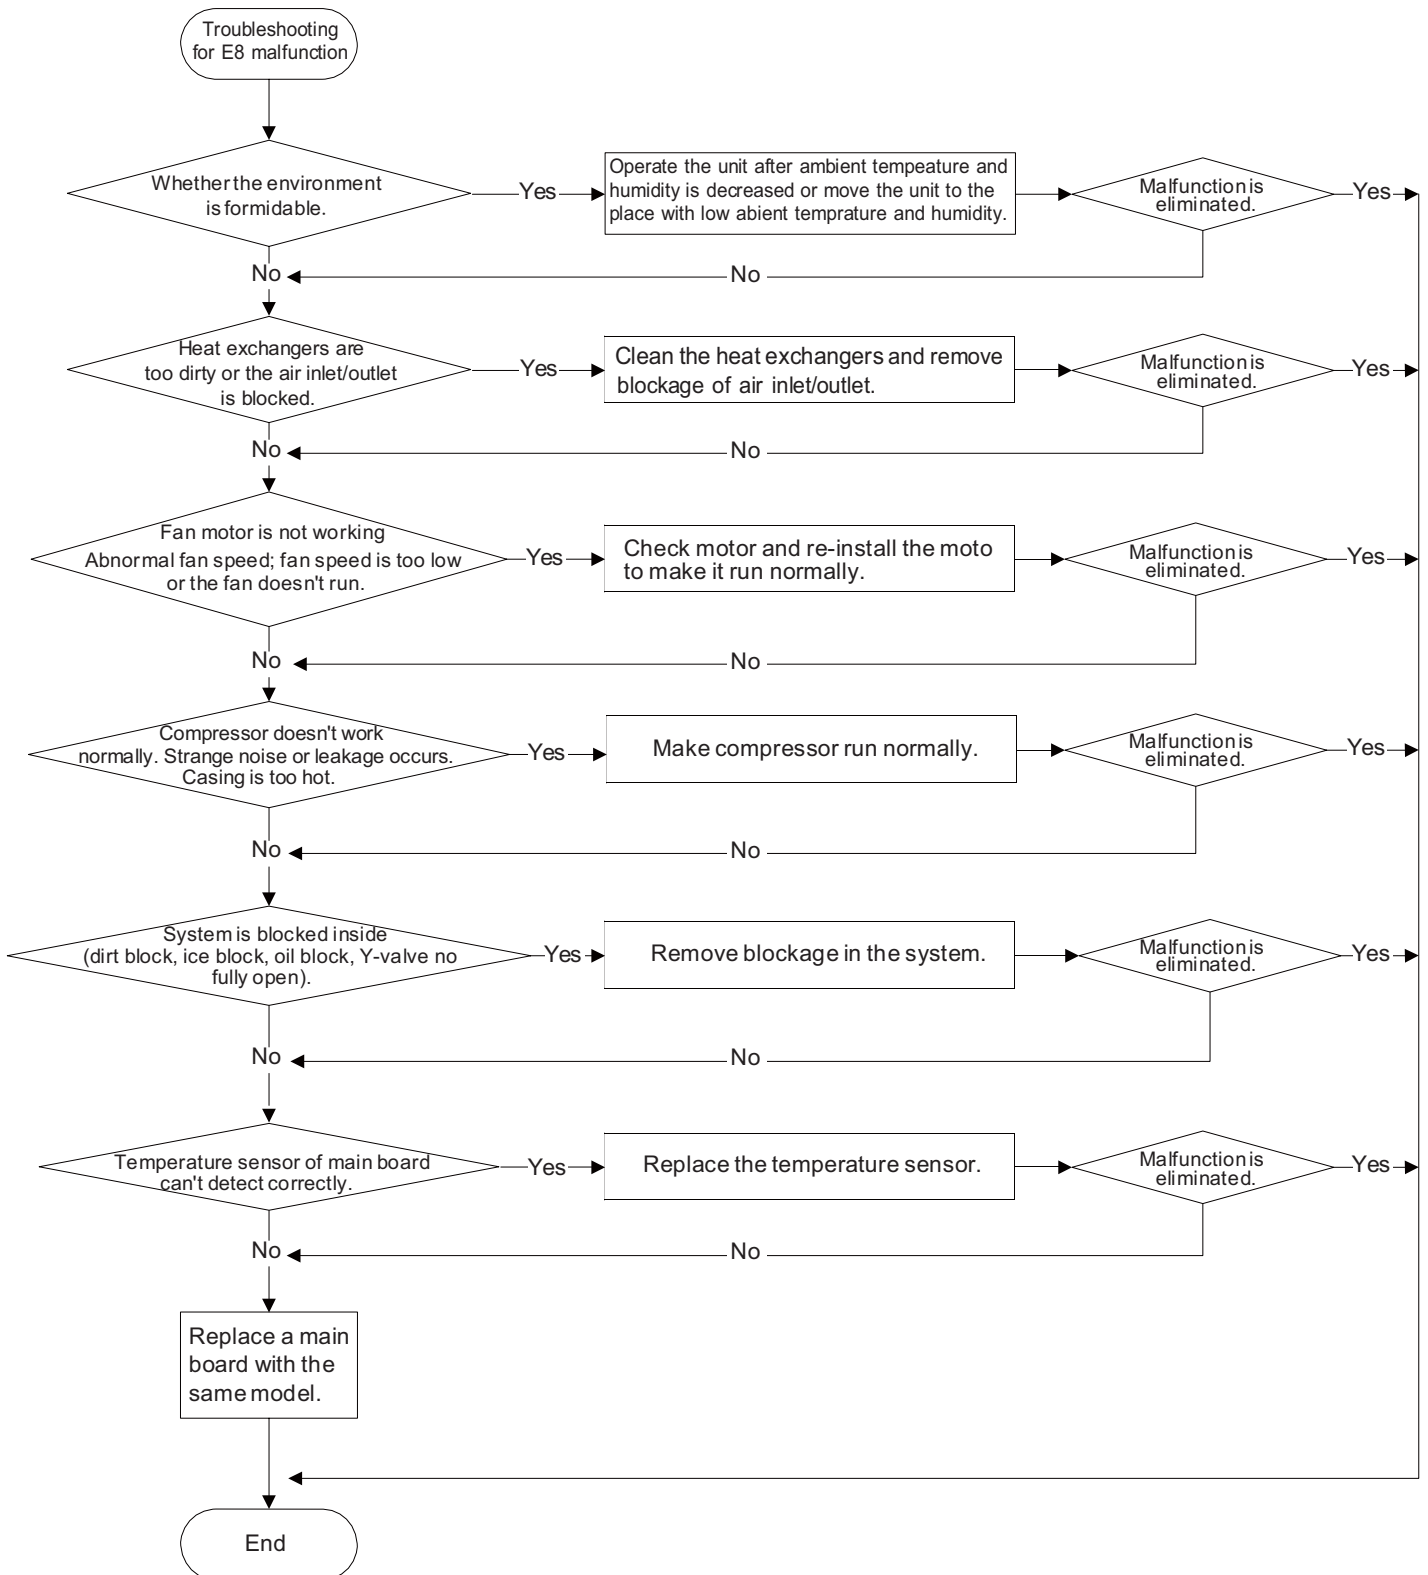 Troubleshooting
for E8 malfunction
Whether the environment
is formidable.
Yes
Operate the unit after ambient tempeature and
humidity is decreased or move the unit to the
place with low abient temprature and humidity.
Malfunction is
eliminated.
Yes
No
No
Heat exchangers are
too dirty or the air inlet/outlet
is blocked.
Yes
Clean the heat exchangers and remove
blockage of air inlet/outlet.
Malfunction is
eliminated.
Yes
No
No
Fan motor is not working
Abnormal fan speed; fan speed is too low
or the fan doesn't run.
Yes
Check motor and re-install the moto
to make it run normally.
Malfunction is
eliminated.
Yes
No
No
Compressor doesn't work
normally. Strange noise or leakage occurs.
Casing is too hot.
Yes
Make compressor run normally.
Malfunction is
eliminated.
Yes
No
No
System is blocked inside
(dirt block, ice block, oil block, Y-valve no
fully open).
Yes
Remove blockage in the system.
Malfunction is
eliminated.
Yes
No
No
Temperature sensor of main board
can't detect correctly.
Yes
Replace the temperature sensor.
Malfunction is
eliminated.
Yes
No
No
Replace a main
board with the
same model.
End